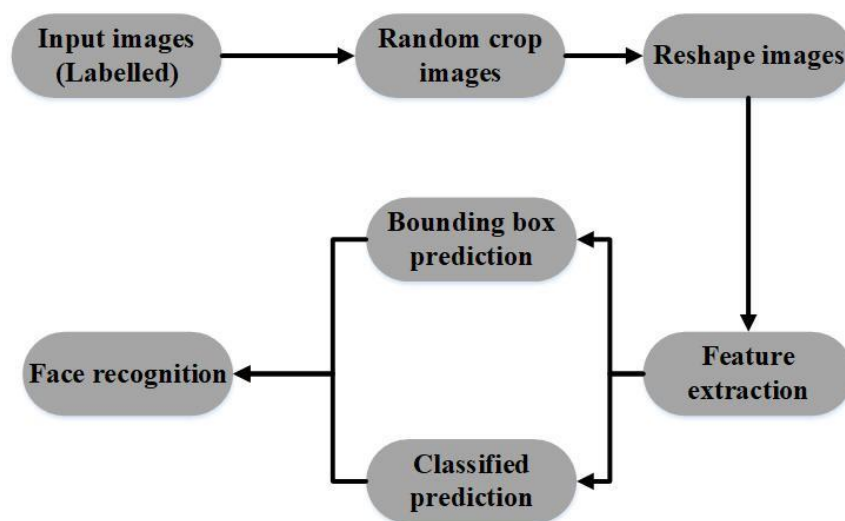 Input images
(Labelled)
Random crop
images
Reshape images
Bounding box
prediction
Feature
extraction
Face recognition
Classified
prediction